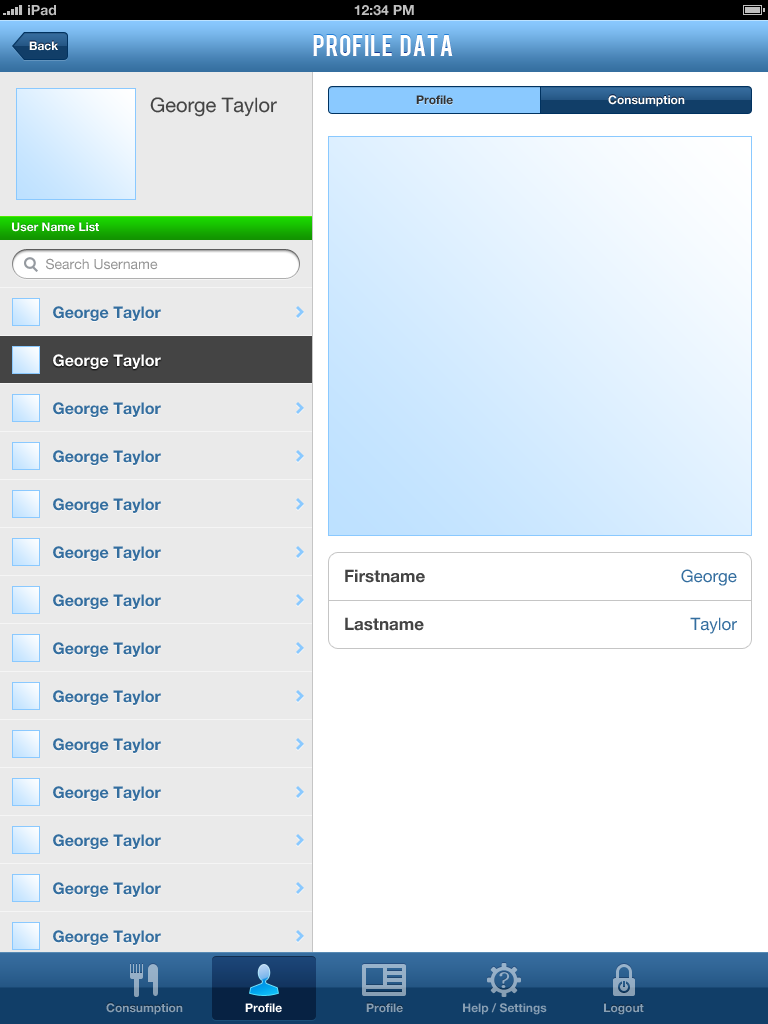 iPad
12:34 PM
Back
PROFILE DATA
George Taylor
User Name List
Search Username
George Taylor
George Taylor
George Taylor
George Taylor
George Taylor
George Taylor
George Taylor
George Taylor
George Taylor
George Taylor
George Taylor
George Taylor
George Taylor
George Taylor
Profile
Consumption
Firstname
George
Lastname
Taylor
Consumption
Profile
Profile
Help / Settings
Logout